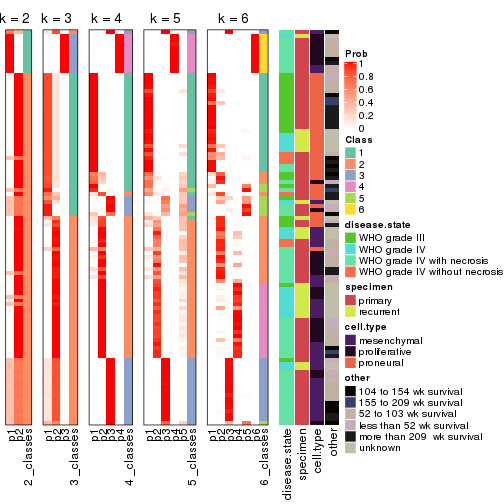 k = 2 k = 3 k = 4 k = 5 k = 6
Prob
1
0.8
0.6
0.4
0.2
0
Class
1
2
3
4
5
6
disease.state
WHO grade III
WHO grade IV
WHO grade IV with necrosis
WHO grade IV without necrosis
specimen
primary
recurrent
cell.type
mesenchymal
proliferative
proneural
other
104 to 154 wk survival
155 to 209 wk survival
52 to 103 wk survival
less than 52 wk survival
more than 209  wk survival
unknown
p1
p2
2_classes
p1
p2
p3
3_classes
p1
p2
p3
p4
4_classes
p1
p2
p3
p4
p5
5_classes
p1
p2
p3
p4
p5
p6
6_classes
disease.state
specimen
cell.type
other